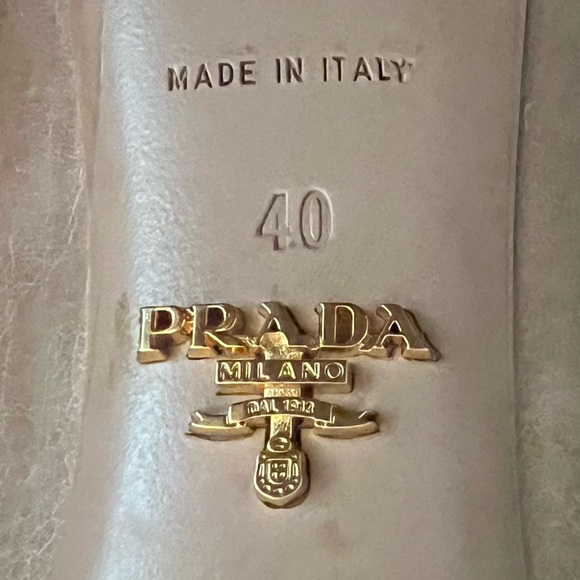 MADE IN ITALY
40
PRADA
MILANO
DAL 1913